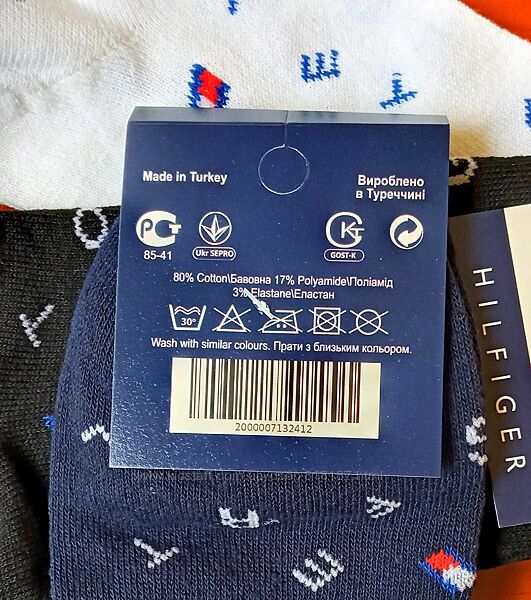 Made in Turkey
Вироблено
в Туреччині
85-41
Ukr SEPRO
GOST-K
80% Cotton\Бавовна 17% Polyamide\Поліамід
3% Elastane\Еластан
30°
Wash with similar colours. Прати з близьким кольором.
2000007132412
HILFIGER